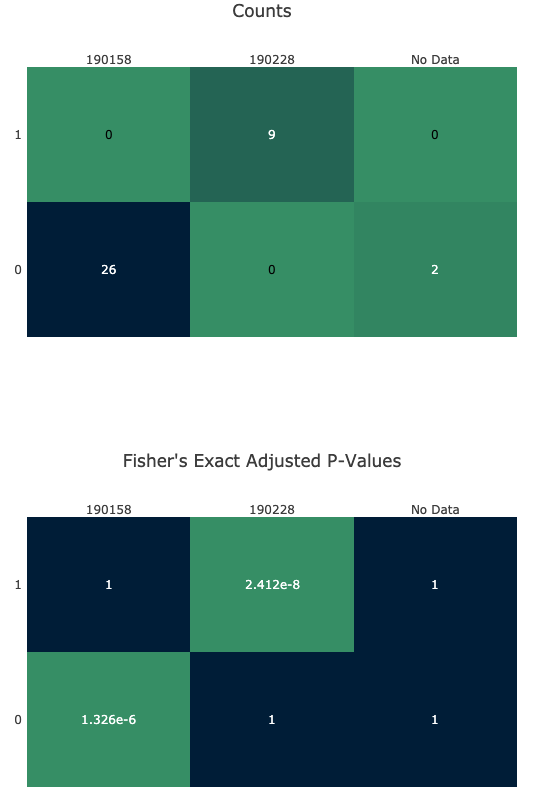 Counts
190158 190228 No Data
1 0 9 0
0 26 0 2
Fisher's Exact Adjusted P-Values
190158 190228 No Data
1 1 2.412e-8 1
0 1.326e-6 1 1